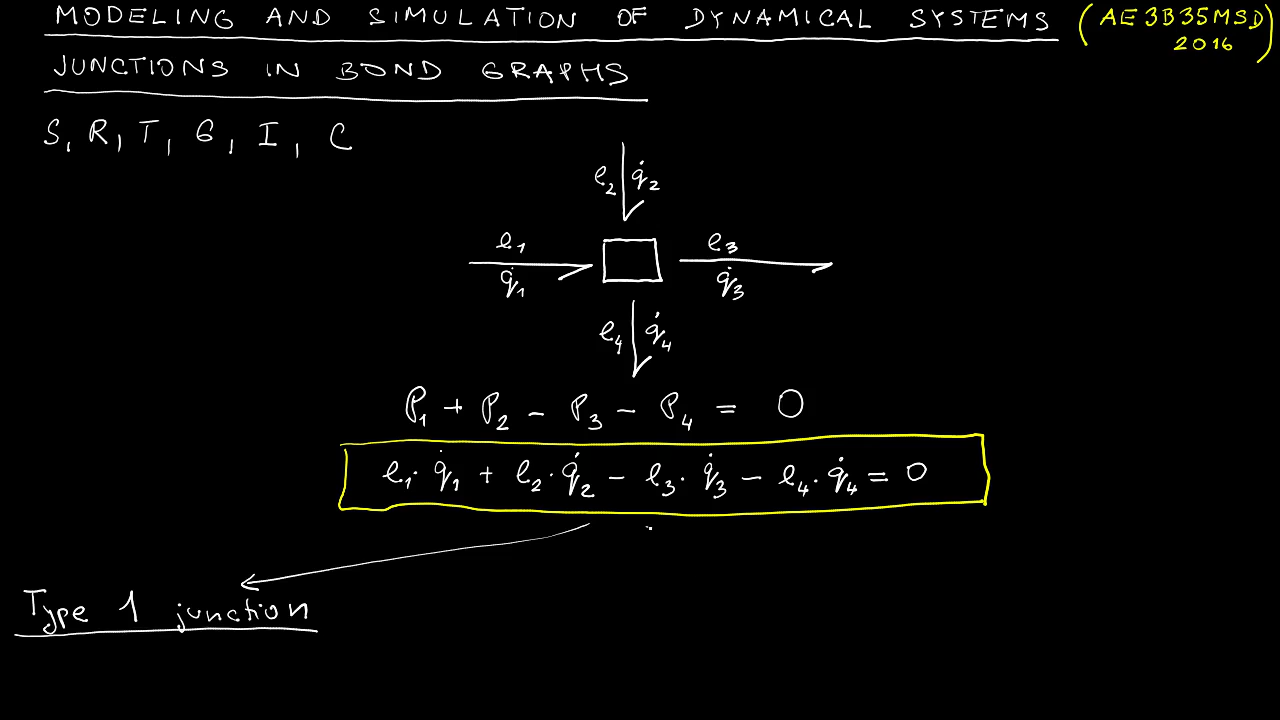 MODELING AND SIMULATION OF DYNAMICAL SYSTEMS (AE3B35MSD)
2016
JUNCTIONS IN BOND GRAPHS
S, R, T, G, I, C
e₂ q̇₂
e₁ e₃
q̇₁ q̇₃
e₄ q̇₄
P₁ + P₂ - P₃ - P₄ = 0
e₁·q̇₁ + e₂·q̇₂ - e₃·q̇₃ - e₄·q̇₄ = 0
Type 1 junction